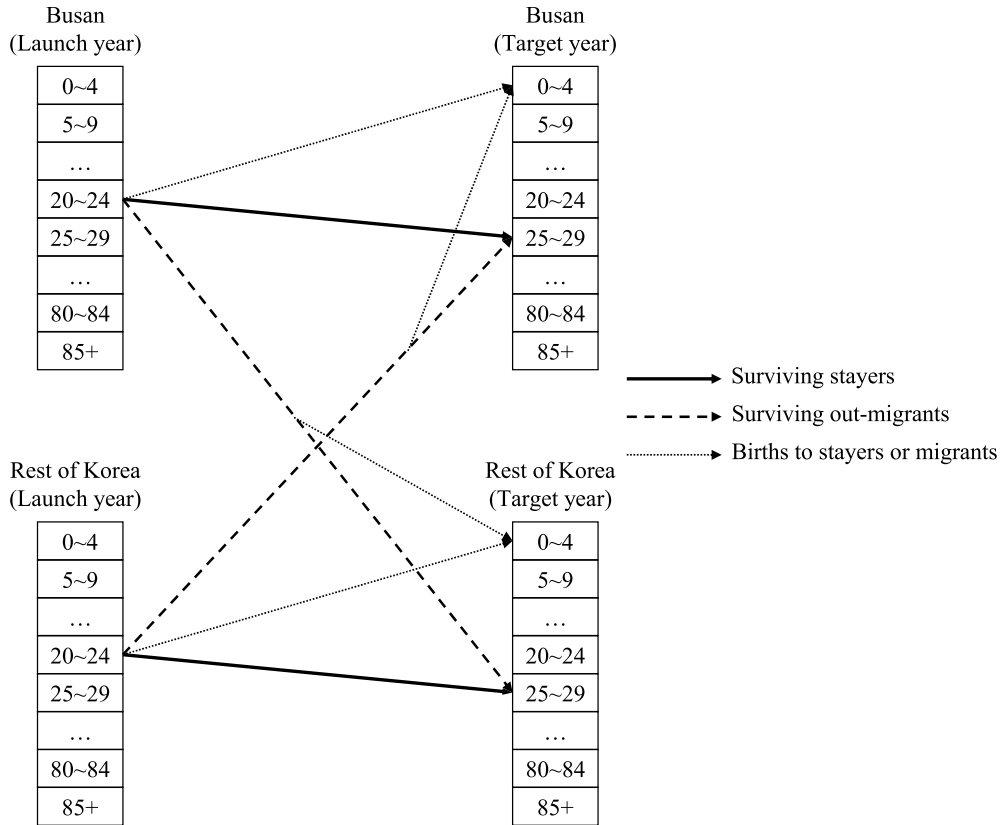 Busan
(Launch year)
0~4
5~9
…
20~24
25~29
…
80~84
85+
Busan
(Target year)
0~4
5~9
…
20~24
25~29
…
80~84
85+
Surviving stayers
Surviving out-migrants
Births to stayers or migrants
Rest of Korea
(Launch year)
0~4
5~9
…
20~24
25~29
…
80~84
85+
Rest of Korea
(Target year)
0~4
5~9
…
20~24
25~29
…
80~84
85+